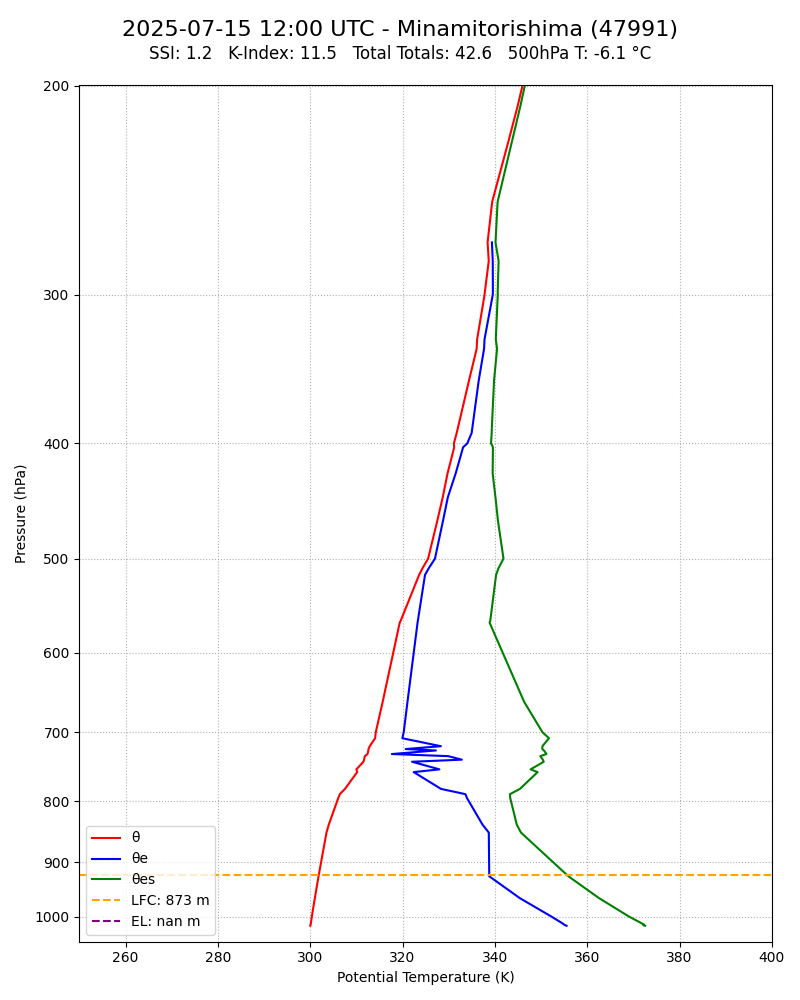 2025-07-15 12:00 UTC - Minamitorishima (47991)
SSI: 1.2   K-Index: 11.5   Total Totals: 42.6   500hPa T: -6.1 °C
200
300
400
500
600
700
800
900
1000
Pressure (hPa)
θ
θe
θes
LFC: 873 m
EL: nan m
260 280 300 320 340 360 380 400
Potential Temperature (K)